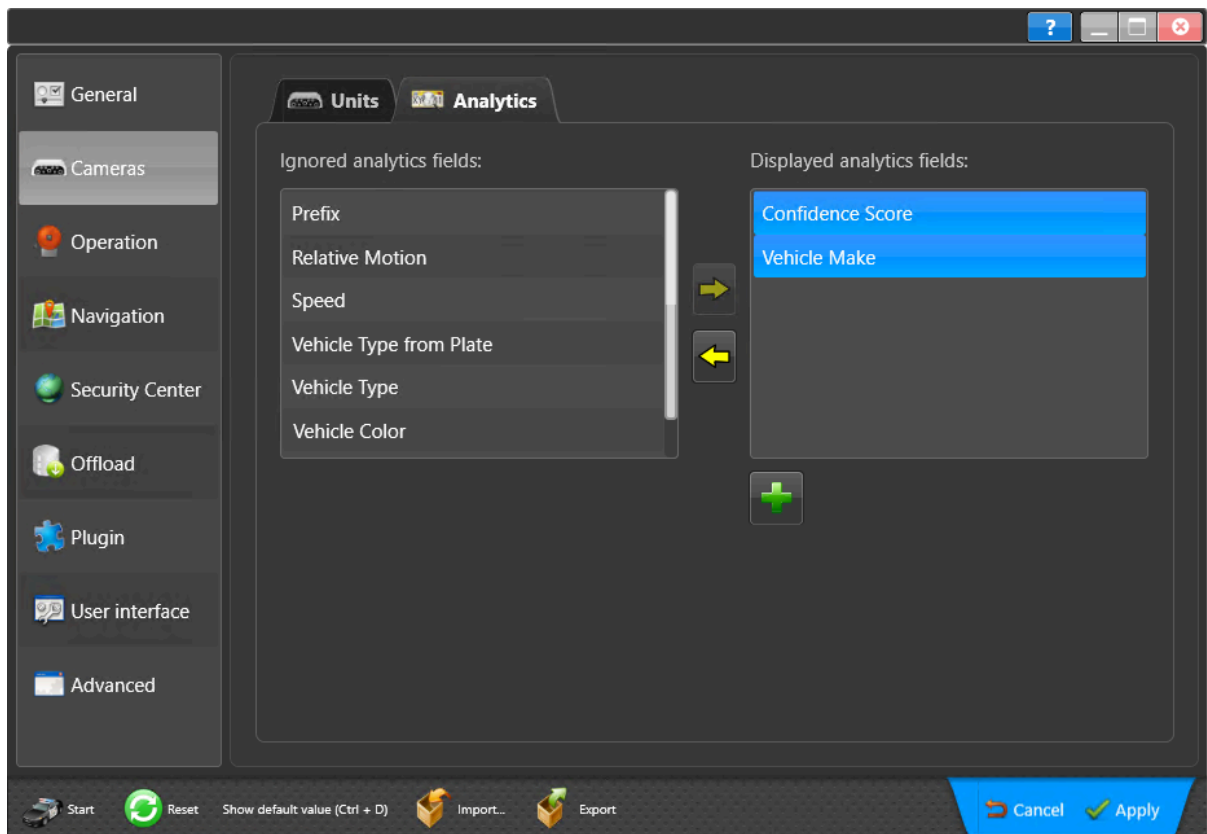 ?
General
Cameras
Operation
Navigation
Security Center
Offload
Plugin
User interface
Advanced
Units
Analytics
Ignored analytics fields:
Prefix
Relative Motion
Speed
Vehicle Type from Plate
Vehicle Type
Vehicle Color
Displayed analytics fields:
Confidence Score
Vehicle Make
Start
Reset
Show default value (Ctrl + D)
Import...
Export
Cancel
Apply